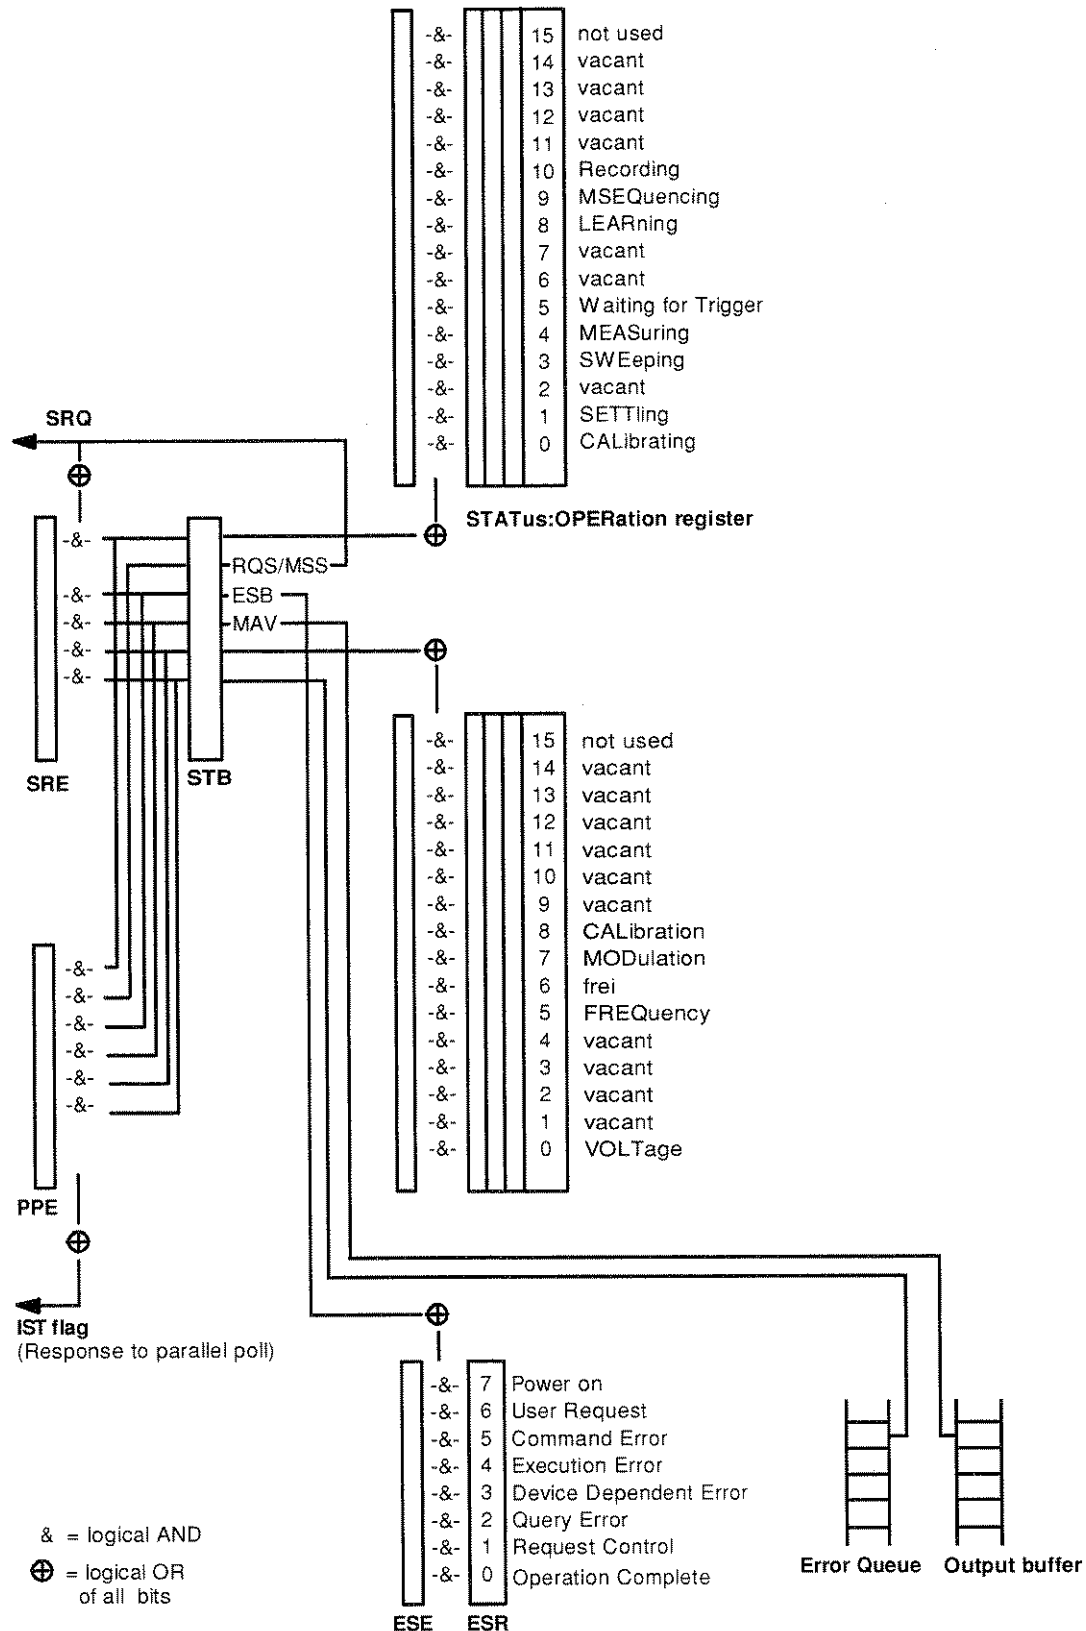 -&- 15 not used
-&- 14 vacant
-&- 13 vacant
-&- 12 vacant
-&- 11 vacant
-&- 10 Recording
-&- 9 MSEQuencing
-&- 8 LEARning
-&- 7 vacant
-&- 6 vacant
-&- 5 Waiting for Trigger
-&- 4 MEASuring
-&- 3 SWEeping
-&- 2 vacant
-&- 1 SETTling
-&- 0 CALibrating
STATus:OPERation register
SRQ
-&-
RQS/MSS
-&- ESB
-&- MAV
-&-
-&-
SRE
STB
-&- 15 not used
-&- 14 vacant
-&- 13 vacant
-&- 12 vacant
-&- 11 vacant
-&- 10 vacant
-&- 9 vacant
-&- 8 CALibration
-&- 7 MODulation
-&- 6 frei
-&- 5 FREQuency
-&- 4 vacant
-&- 3 vacant
-&- 2 vacant
-&- 1 vacant
-&- 0 VOLTage
-&-
-&-
-&-
-&-
-&-
-&-
PPE
IST flag
(Response to parallel poll)
-&- 7 Power on
-&- 6 User Request
-&- 5 Command Error
-&- 4 Execution Error
-&- 3 Device Dependent Error
-&- 2 Query Error
-&- 1 Request Control
-&- 0 Operation Complete
ESE ESR
Error Queue Output buffer
& = logical AND
⊕ = logical OR
of all bits